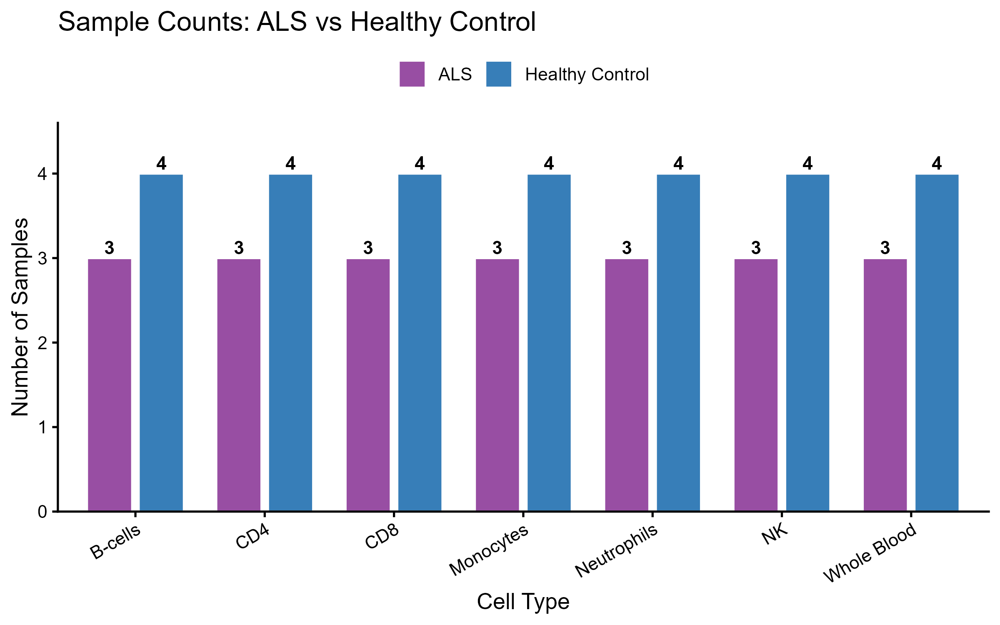 Sample Counts: ALS vs Healthy Control
ALS
Healthy Control
4 4 4 4 4 4 4
3 3 3 3 3 3 3
Number of Samples
4
3
2
1
0
B-cells
CD4
CD8
Monocytes
Neutrophils
NK
Whole Blood
Cell Type